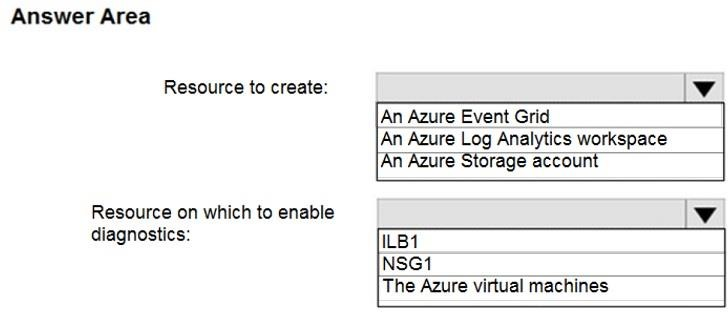 Answer Area
Resource to create:
An Azure Event Grid
An Azure Log Analytics workspace
An Azure Storage account
Resource on which to enable
diagnostics:
ILB1
NSG1
The Azure virtual machines